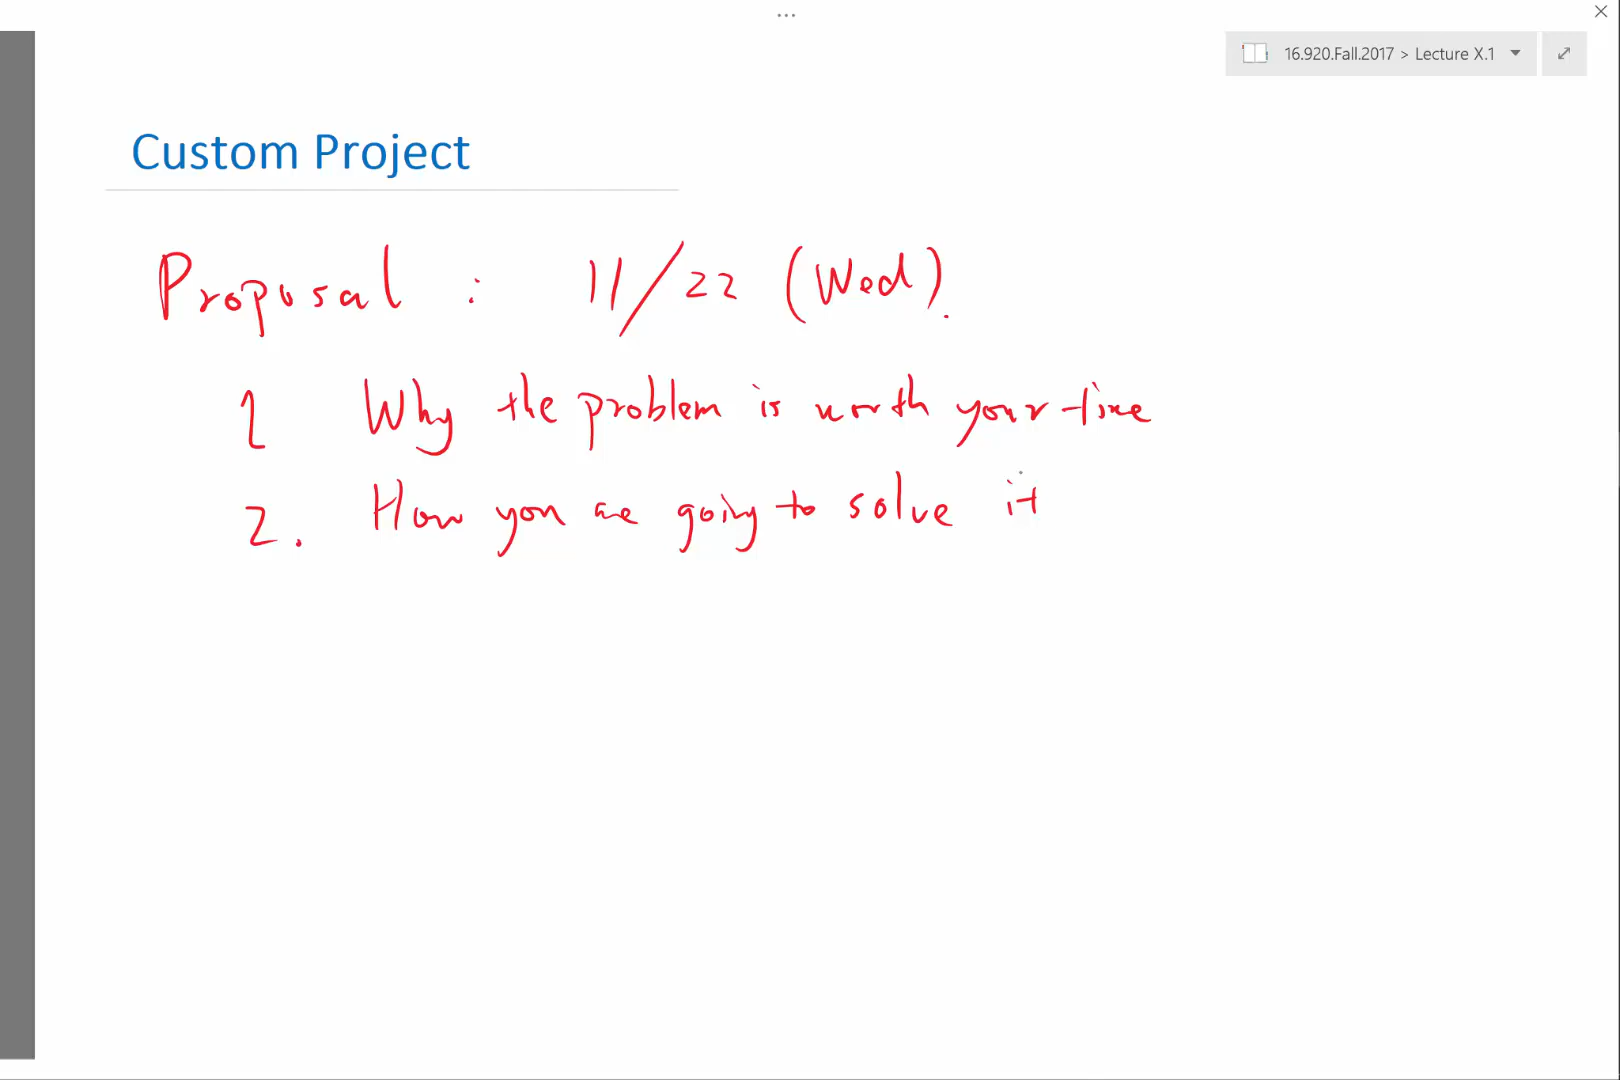 16.920.Fall.2017 > Lecture X.1
Custom Project
Proposal : 11/22 (Wed).
1 Why the problem is worth your time
2. How you are going to solve it